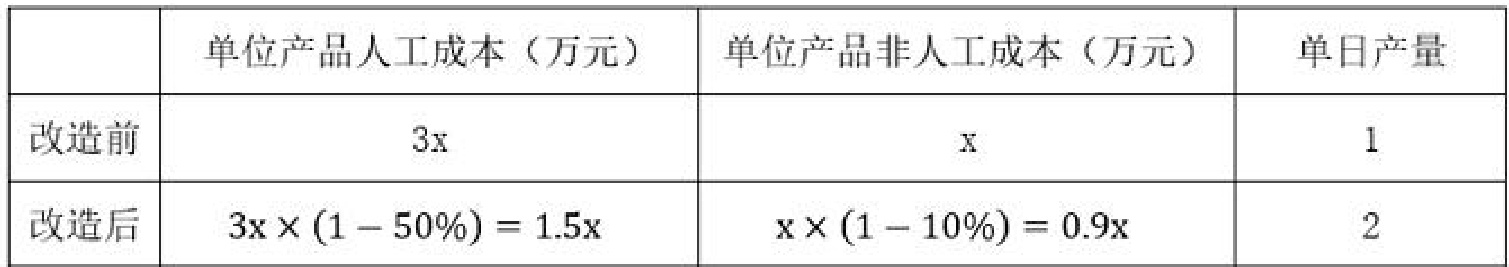 单位产品人工成本（万元） 单位产品非人工成本（万元） 单日产量
改造前 3x x 1
改造后 3x × (1 − 50%) = 1.5x x × (1 − 10%) = 0.9x 2